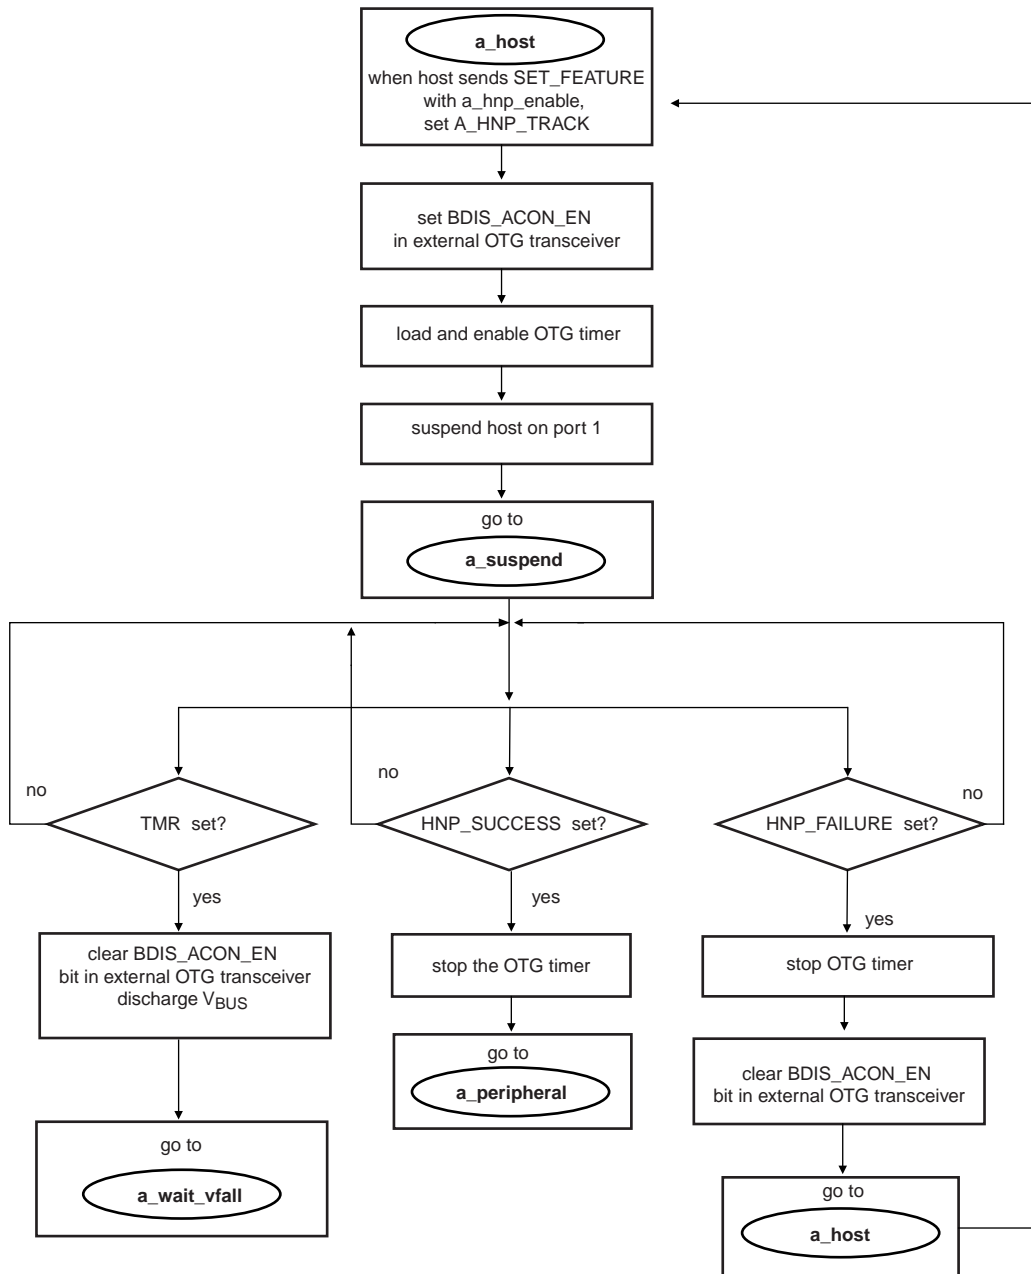 a_host
when host sends SET_FEATURE
with a_hnp_enable,
set A_HNP_TRACK
set BDIS_ACON_EN
in external OTG transceiver
load and enable OTG timer
suspend host on port 1
go to
a_suspend
no
TMR set?
yes
no
HNP_SUCCESS set?
yes
no
HNP_FAILURE set?
yes
clear BDIS_ACON_EN
bit in external OTG transceiver
discharge VBUS
go to
a_wait_vfall
stop the OTG timer
go to
a_peripheral
stop OTG timer
clear BDIS_ACON_EN
bit in external OTG transceiver
go to
a_host